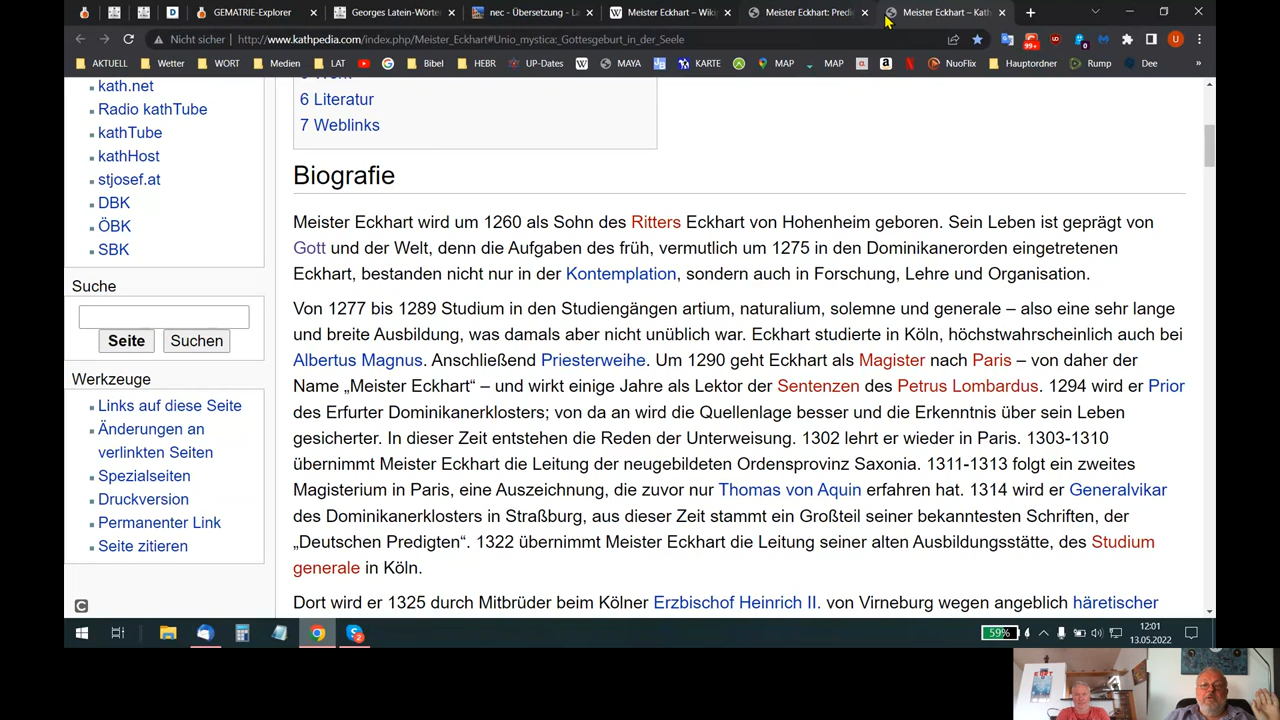 GEMATRIE-Explorer
Georges Latein-Wörte
nec - Übersetzung - La
Meister Eckhart – Wiki
Meister Eckhart: Predi
Meister Eckhart – Kath
Nicht sicher
http://www.kathpedia.com/index.php/Meister_Eckhart#Unio_mystica:_Gottesgeburt_in_der_Seele
99+
0
U
AKTUELL
Wetter
WORT
Medien
LAT
Bibel
HEBR
UP-Dates
MAYA
KARTE
MAP
MAP
NuoFlix
Hauptordner
Rump
Dee
kath.net
Radio kathTube
kathTube
kathHost
stjosef.at
DBK
ÖBK
SBK
Suche
Seite
Suchen
Werkzeuge
Links auf diese Seite
Änderungen an
verlinkten Seiten
Spezialseiten
Druckversion
Permanenter Link
Seite zitieren
6 Literatur
7 Weblinks
Biografie
Meister Eckhart wird um 1260 als Sohn des Ritters Eckhart von Hohenheim geboren. Sein Leben ist geprägt von
Gott und der Welt, denn die Aufgaben des früh, vermutlich um 1275 in den Dominikanerorden eingetretenen
Eckhart, bestanden nicht nur in der Kontemplation, sondern auch in Forschung, Lehre und Organisation.
Von 1277 bis 1289 Studium in den Studiengängen artium, naturalium, solemne und generale – also eine sehr lange
und breite Ausbildung, was damals aber nicht unüblich war. Eckhart studierte in Köln, höchstwahrscheinlich auch bei
Albertus Magnus. Anschließend Priesterweihe. Um 1290 geht Eckhart als Magister nach Paris – von daher der
Name „Meister Eckhart“ – und wirkt einige Jahre als Lektor der Sentenzen des Petrus Lombardus. 1294 wird er Prior
des Erfurter Dominikanerklosters; von da an wird die Quellenlage besser und die Erkenntnis über sein Leben
gesicherter. In dieser Zeit entstehen die Reden der Unterweisung. 1302 lehrt er wieder in Paris. 1303-1310
übernimmt Meister Eckhart die Leitung der neugebildeten Ordensprovinz Saxonia. 1311-1313 folgt ein zweites
Magisterium in Paris, eine Auszeichnung, die zuvor nur Thomas von Aquin erfahren hat. 1314 wird er Generalvikar
des Dominikanerklosters in Straßburg, aus dieser Zeit stammt ein Großteil seiner bekanntesten Schriften, der
„Deutschen Predigten“. 1322 übernimmt Meister Eckhart die Leitung seiner alten Ausbildungsstätte, des Studium
generale in Köln.
Dort wird er 1325 durch Mitbrüder beim Kölner Erzbischof Heinrich II. von Virneburg wegen angeblich häretischer
59%
12:01
13.05.2022